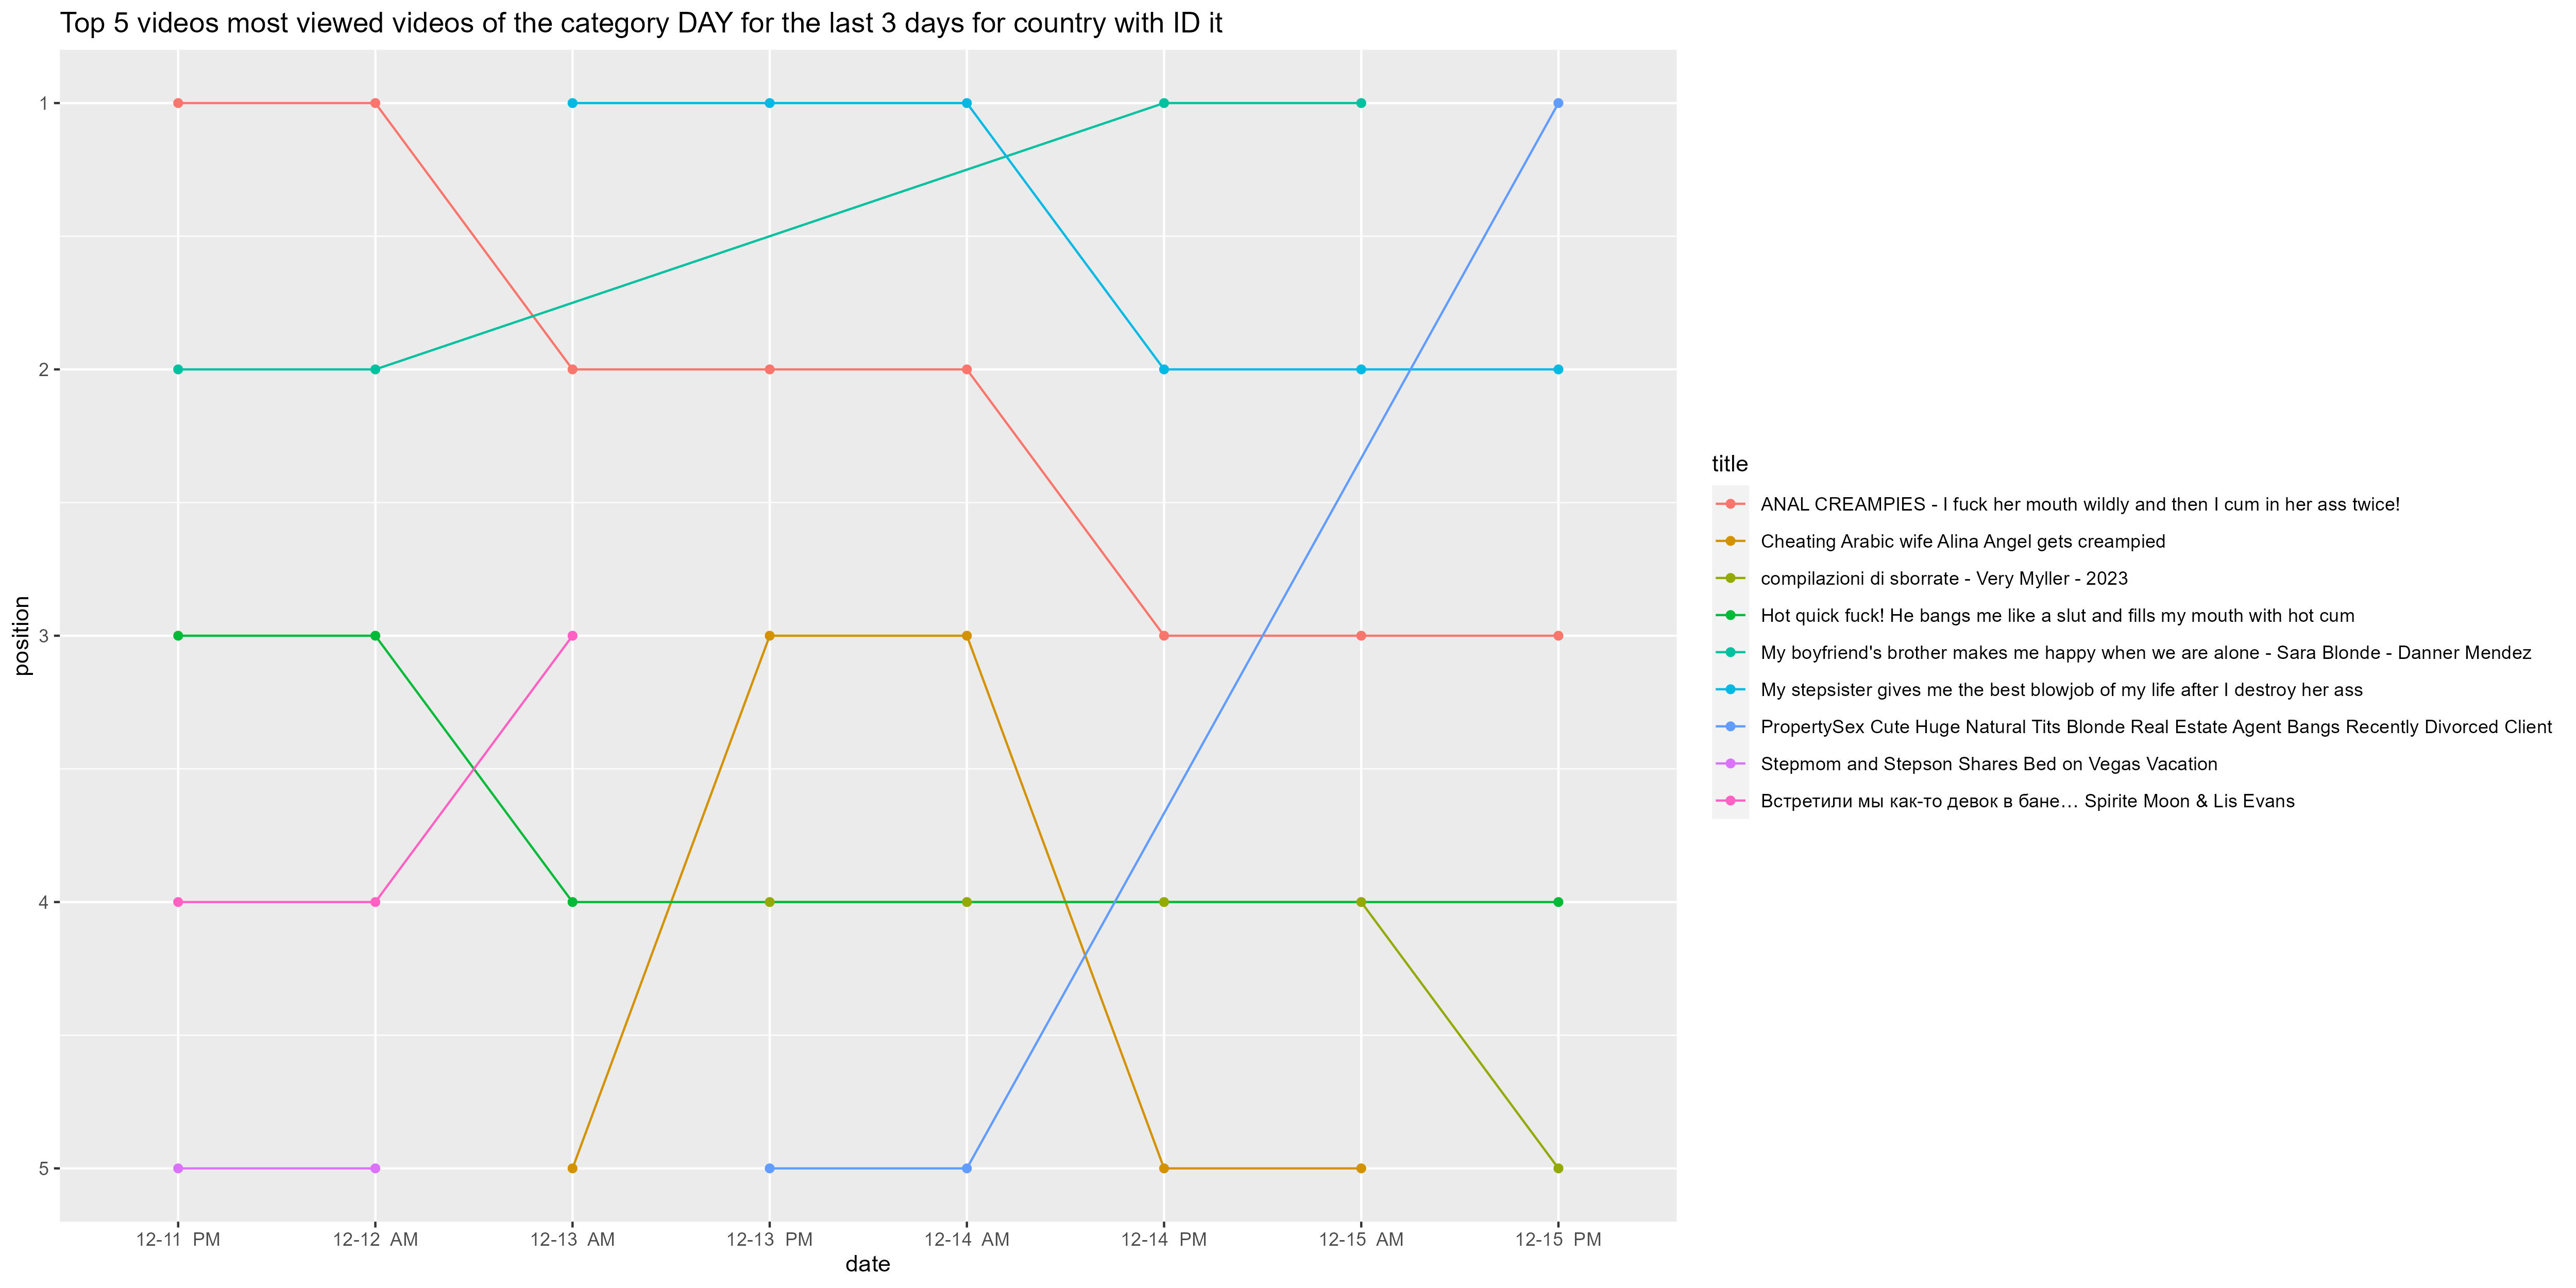 Top 5 videos most viewed videos of the category DAY for the last 3 days for country with ID it
position
1
2
3
4
5
12-11  PM
12-12  AM
12-13  AM
12-13  PM
12-14  AM
12-14  PM
12-15  AM
12-15  PM
date
title
ANAL CREAMPIES - I fuck her mouth wildly and then I cum in her ass twice!
Cheating Arabic wife Alina Angel gets creampied
compilazioni di sborrate - Very Myller - 2023
Hot quick fuck! He bangs me like a slut and fills my mouth with hot cum
My boyfriend's brother makes me happy when we are alone - Sara Blonde - Danner Mendez
My stepsister gives me the best blowjob of my life after I destroy her ass
PropertySex Cute Huge Natural Tits Blonde Real Estate Agent Bangs Recently Divorced Client
Stepmom and Stepson Shares Bed on Vegas Vacation
Встретили мы как-то девок в бане… Spirite Moon & Lis Evans